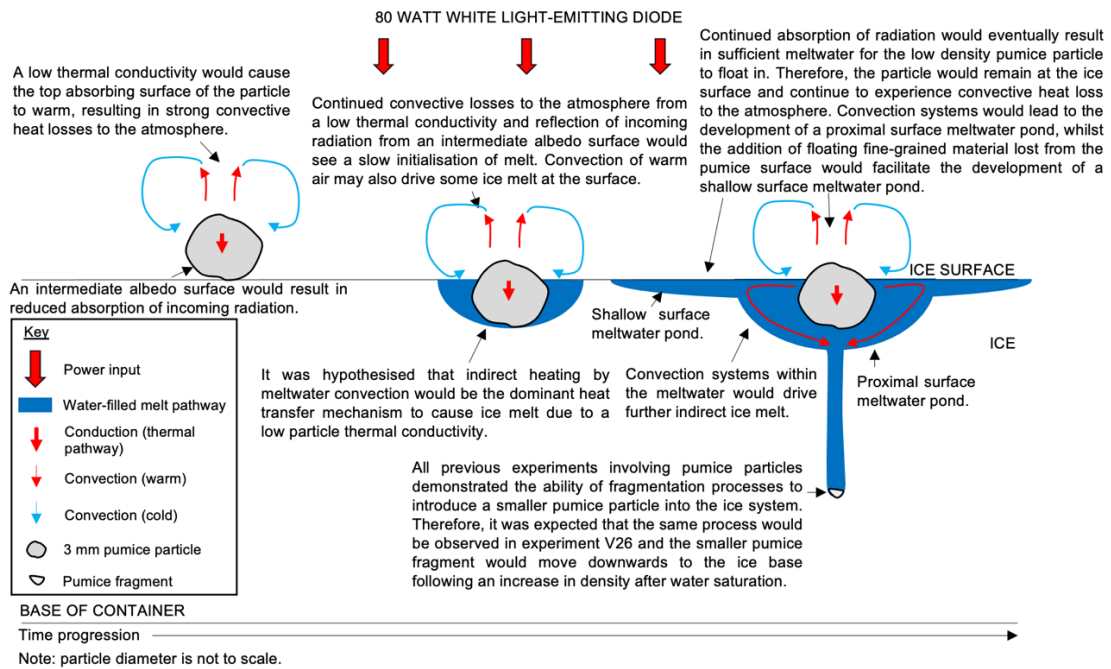 80 WATT WHITE LIGHT-EMITTING DIODE
A low thermal conductivity would cause
the top absorbing surface of the particle
to warm, resulting in strong convective
heat losses to the atmosphere.
Continued convective losses to the atmosphere from
a low thermal conductivity and reflection of incoming
radiation from an intermediate albedo surface would
see a slow initialisation of melt. Convection of warm
air may also drive some ice melt at the surface.
Continued absorption of radiation would eventually result
in sufficient meltwater for the low density pumice particle
to float in. Therefore, the particle would remain at the ice
surface and continue to experience convective heat loss
to the atmosphere. Convection systems would lead to the
development of a proximal surface meltwater pond, whilst
the addition of floating fine-grained material lost from the
pumice surface would facilitate the development of a
shallow surface meltwater pond.
ICE SURFACE
An intermediate albedo surface would result in
reduced absorption of incoming radiation.
Shallow surface
meltwater pond.
ICE
Key
Power input
Water-filled melt pathway
Conduction (thermal
pathway)
Convection (warm)
Convection (cold)
3 mm pumice particle
Pumice fragment
It was hypothesised that indirect heating by
meltwater convection would be the dominant heat
transfer mechanism to cause ice melt due to a
low particle thermal conductivity.
Convection systems within
the meltwater would drive
further indirect ice melt.
Proximal surface
meltwater pond.
All previous experiments involving pumice particles
demonstrated the ability of fragmentation processes to
introduce a smaller pumice particle into the ice system.
Therefore, it was expected that the same process would
be observed in experiment V26 and the smaller pumice
fragment would move downwards to the ice base
following an increase in density after water saturation.
BASE OF CONTAINER
Time progression
Note: particle diameter is not to scale.